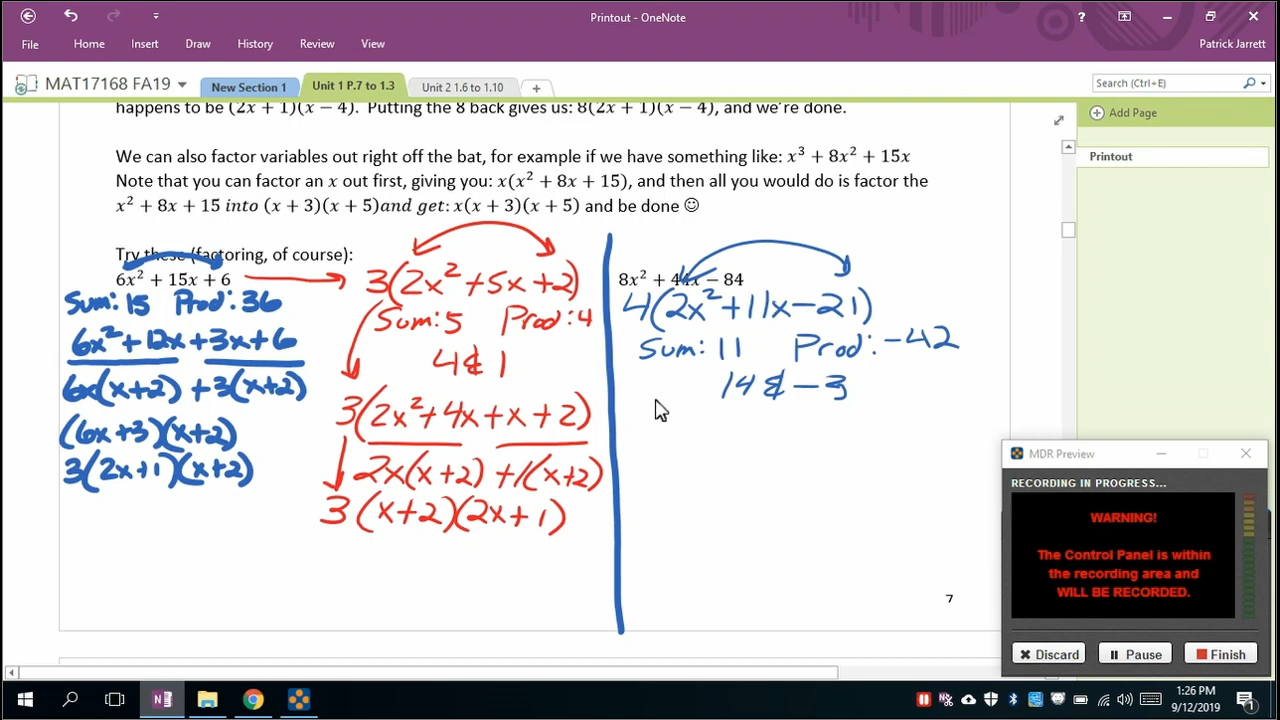 Printout - OneNote
?
File Home Insert Draw History Review View
Patrick Jarrett
MAT17168 FA19
New Section 1
Unit 1 P.7 to 1.3
Unit 2 1.6 to 1.10
+
Search (Ctrl+E)
Add Page
Printout
happens to be (2x + 1)(x − 4). Putting the 8 back gives us: 8(2x + 1)(x − 4), and we're done.
We can also factor variables out right off the bat, for example if we have something like: x³ + 8x² + 15x
Note that you can factor an x out first, giving you: x(x² + 8x + 15), and then all you would do is factor the
x² + 8x + 15 into (x + 3)(x + 5)and get: x(x + 3)(x + 5) and be done ☺
Try these (factoring, of course):
6x² + 15x + 6
Sum: 15 Prod: 36
6x²+12x+3x+6
6x(x+2)+3(x+2)
(6x+3)(x+2)
3(2x+1)(x+2)
3(2x²+5x+2)
Sum: 5 Prod: 4
4 & 1
3(2x²+4x+x+2)
2x(x+2)+1(x+2)
3(x+2)(2x+1)
8x² + 44x − 84
4(2x²+11x−21)
Sum: 11 Prod: −42
14 & −3
7
MDR Preview
RECORDING IN PROGRESS...
WARNING!
The Control Panel is within
the recording area and
WILL BE RECORDED.
Discard
Pause
Finish
1:26 PM
9/12/2019
1